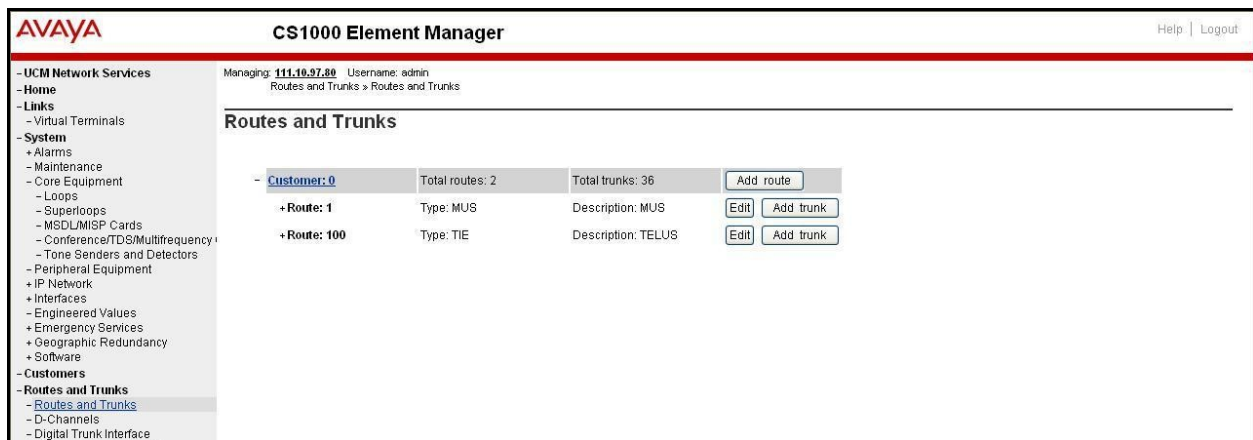 AVAYA
CS1000 Element Manager
Help | Logout
- UCM Network Services
- Home
- Links
- Virtual Terminals
- System
+ Alarms
- Maintenance
- Core Equipment
- Loops
- Superloops
- MSDL/MISP Cards
- Conference/TDS/Multifrequency
- Tone Senders and Detectors
- Peripheral Equipment
+ IP Network
+ Interfaces
- Engineered Values
+ Emergency Services
+ Geographic Redundancy
+ Software
- Customers
- Routes and Trunks
- Routes and Trunks
- D-Channels
- Digital Trunk Interface
Managing: 111.10.97.80 Username: admin
Routes and Trunks » Routes and Trunks
Routes and Trunks
- Customer: 0 Total routes: 2 Total trunks: 36 Add route
+ Route: 1 Type: MUS Description: MUS Edit Add trunk
+ Route: 100 Type: TIE Description: TELUS Edit Add trunk